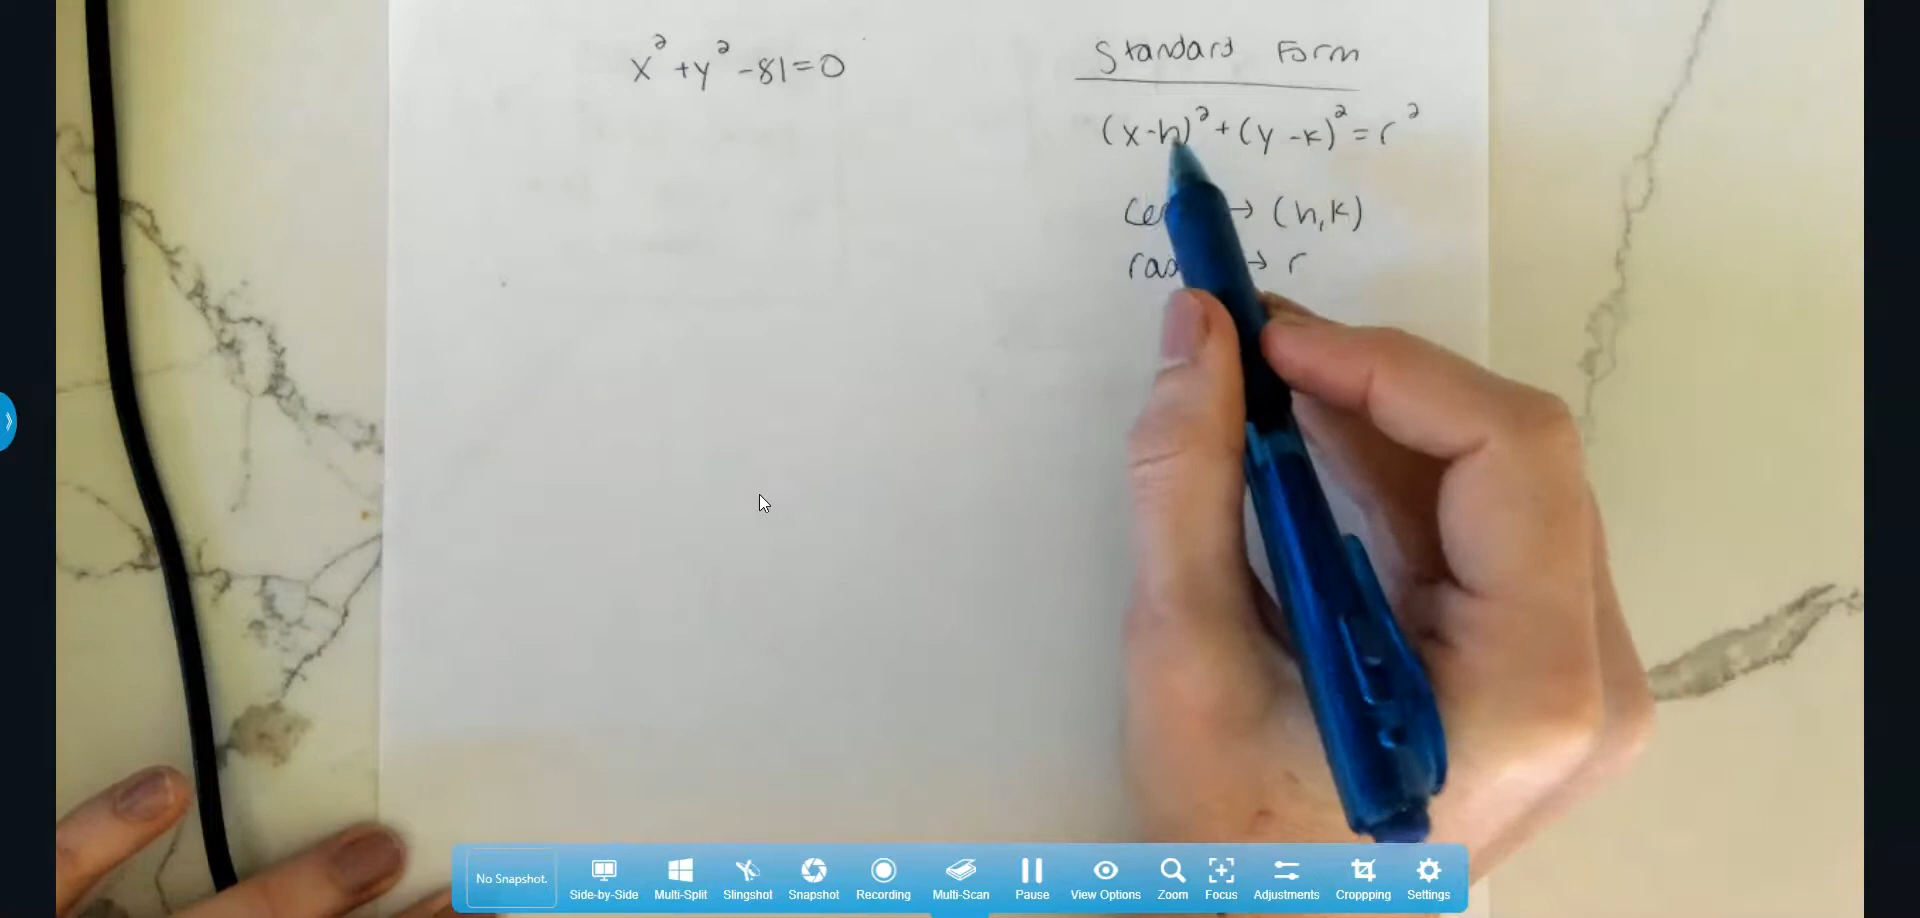 x² + y² - 81 = 0
Standard Form
(x - h)² + (y - k)² = r²
→ (h, k)
→ r
No Snapshot.
Side-by-Side
Multi-Split
Slingshot
Snapshot
Recording
Multi-Scan
Pause
View Options
Zoom
Focus
Adjustments
Croppping
Settings